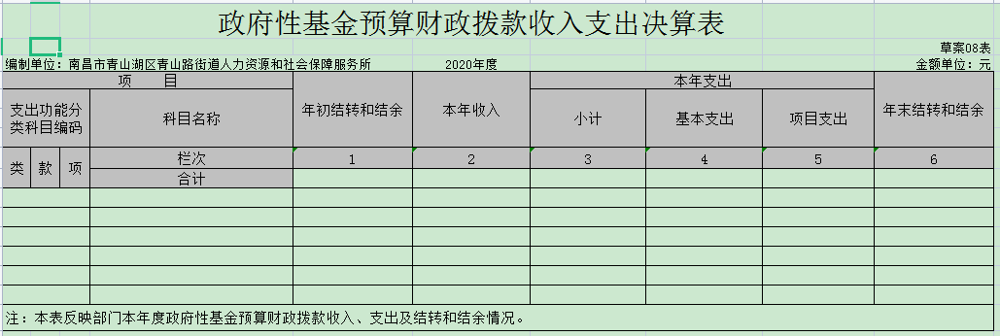 政府性基金预算财政拨款收入支出决算表
草案08表
编制单位：南昌市青山湖区青山路街道人力资源和社会保障服务所 2020年度 金额单位：元
项 目 年初结转和结余 本年收入 本年支出 年末结转和结余
支出功能分类科目编码 科目名称 小计 基本支出 项目支出
类 款 项 栏次 1 2 3 4 5 6
合计
注：本表反映部门本年度政府性基金预算财政拨款收入、支出及结转和结余情况。